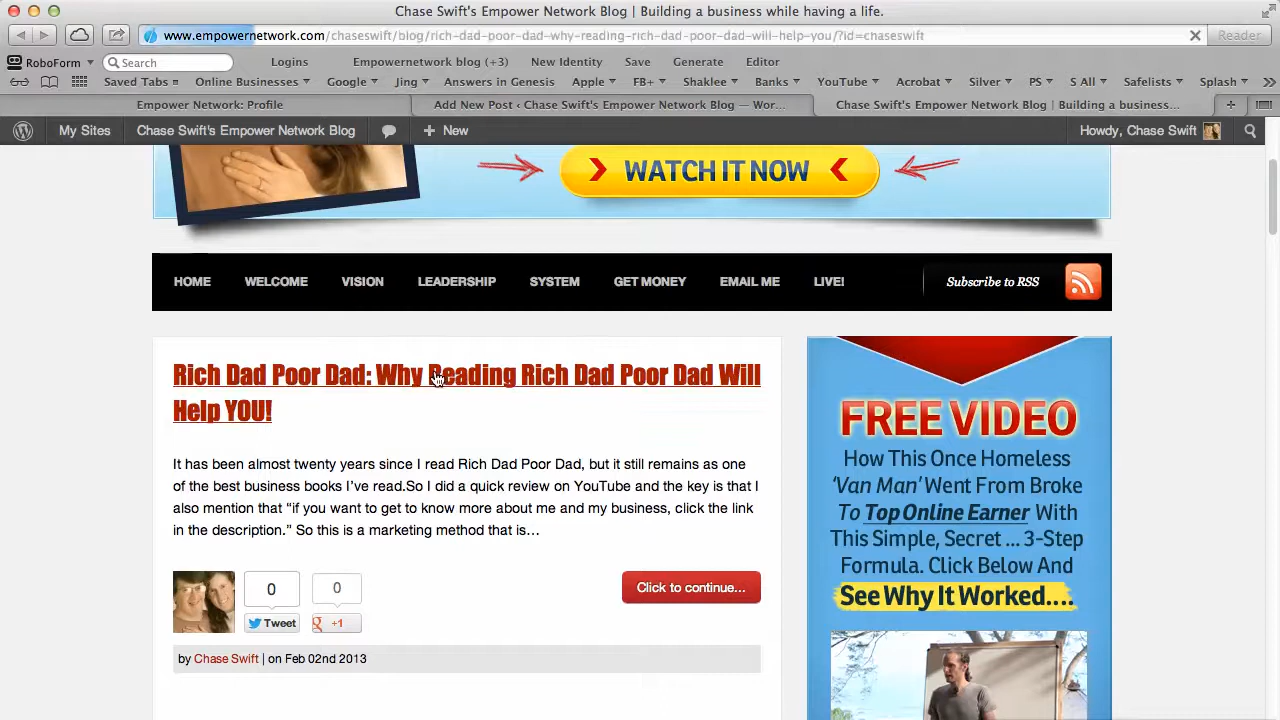 Chase Swift's Empower Network Blog | Building a business while having a life.
www.empowernetwork.com/chaseswift/blog/rich-dad-poor-dad-why-reading-rich-dad-poor-dad-will-help-you/?id=chaseswift
Reader
RoboForm Search Logins Empowernetwork blog (+3) New Identity Save Generate Editor
Saved Tabs Online Businesses Google Jing Answers in Genesis Apple FB+ Shaklee Banks YouTube Acrobat Silver PS S All Safelists Splash
Empower Network: Profile Add New Post ‹ Chase Swift's Empower Network Blog — Wor... Chase Swift's Empower Network Blog | Building a business...
My Sites Chase Swift's Empower Network Blog + New Howdy, Chase Swift
WATCH IT NOW
HOME WELCOME VISION LEADERSHIP SYSTEM GET MONEY EMAIL ME LIVE! Subscribe to RSS
Rich Dad Poor Dad: Why Reading Rich Dad Poor Dad Will
Help YOU!
It has been almost twenty years since I read Rich Dad Poor Dad, but it still remains as one
of the best business books I've read.So I did a quick review on YouTube and the key is that I
also mention that “if you want to get to know more about me and my business, click the link
in the description.” So this is a marketing method that is…
0 0 Click to continue...
Tweet +1
by Chase Swift | on Feb 02nd 2013
FREE VIDEO
How This Once Homeless
‘Van Man’ Went From Broke
To Top Online Earner With
This Simple, Secret ... 3-Step
Formula. Click Below And
See Why It Worked....